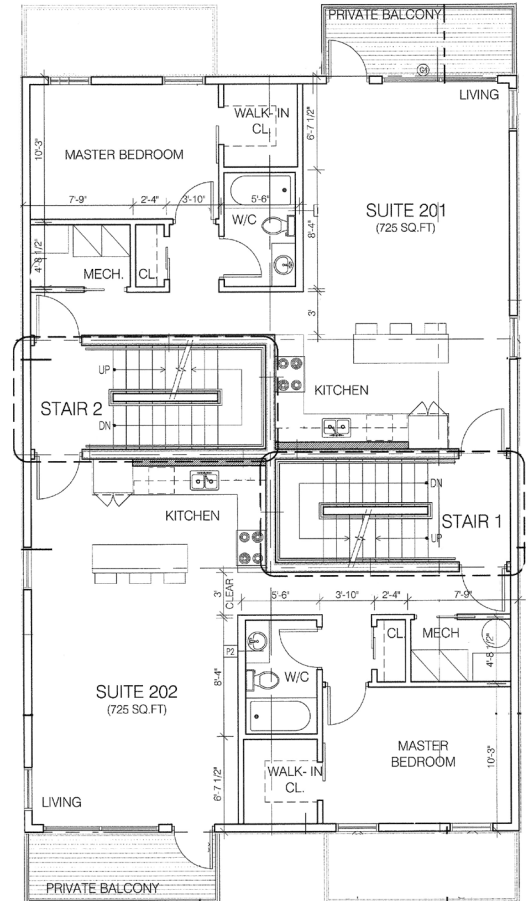 PRIVATE BALCONY
G1
LIVING
WALK- IN
CL.
6'-7 1/2"
10'-3"
MASTER BEDROOM
7'-9"
2'-4"
3'-10"
5'-6"
SUITE 201
(725 SQ.FT)
W/C
8'-4"
4'-8 1/2"
MECH.
CL.
3'
UP
KITCHEN
STAIR 2
DN
DN
KITCHEN
STAIR 1
UP
3'
CLEAR
5'-6"
3'-10"
2'-4"
7'-9"
CL.
MECH
4'-8 1/2"
P2
W/C
8'-4"
SUITE 202
(725 SQ.FT)
MASTER
BEDROOM
10'-3"
WALK- IN
CL.
6'-7 1/2"
LIVING
PRIVATE BALCONY